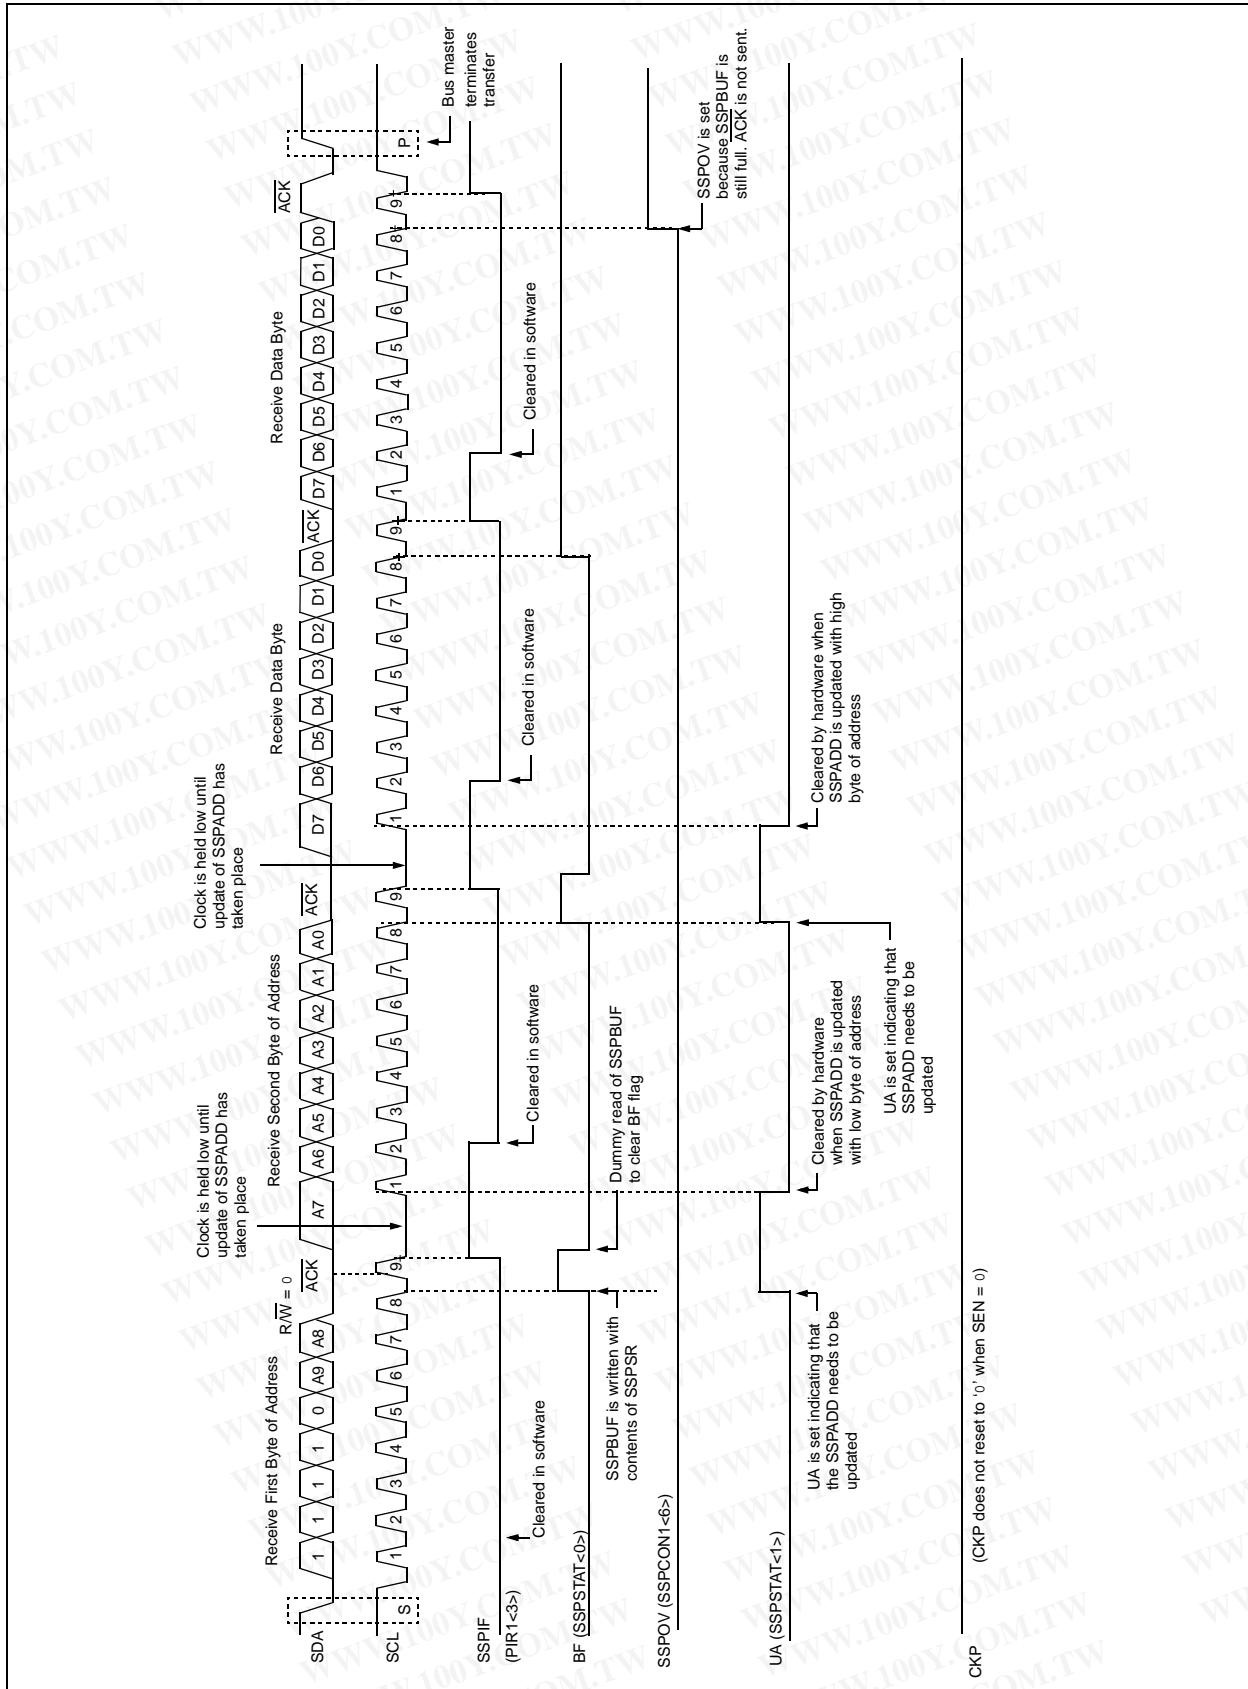 Receive First Byte of Address
R/W = 0
ACK
Clock is held low until
update of SSPADD has
taken place
Receive Second Byte of Address
ACK
Clock is held low until
update of SSPADD has
taken place
Receive Data Byte
ACK
Receive Data Byte
ACK
SDA
1 1 1 1 0 A9 A8
A7 A6 A5 A4 A3 A2 A1 A0
D7 D6 D5 D4 D3 D2 D1 D0
D7 D6 D5 D4 D3 D2 D1 D0
SCL
S
1 2 3 4 5 6 7 8 9
1 2 3 4 5 6 7 8 9
1 2 3 4 5 6 7 8 9
1 2 3 4 5 6 7 8 9
P
Bus master
terminates
transfer
SSPIF
(PIR1<3>)
Cleared in software
Cleared in software
Cleared in software
Cleared in software
BF (SSPSTAT<0>)
SSPBUF is written with
contents of SSPSR
Dummy read of SSPBUF
to clear BF flag
SSPOV (SSPCON1<6>)
SSPOV is set
because SSPBUF is
still full. ACK is not sent.
UA (SSPSTAT<1>)
UA is set indicating that
the SSPADD needs to be
updated
Cleared by hardware
when SSPADD is updated
with low byte of address
UA is set indicating that
SSPADD needs to be
updated
Cleared by hardware when
SSPADD is updated with high
byte of address
CKP
(CKP does not reset to ‘0’ when SEN = 0)
WWW.100Y.COM.TW